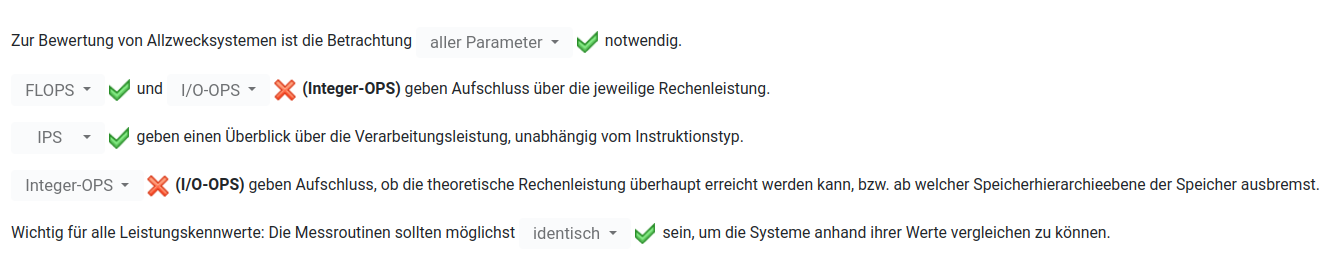 Zur Bewertung von Allzwecksystemen ist die Betrachtung aller Parameter notwendig.
FLOPS und I/O-OPS (Integer-OPS) geben Aufschluss über die jeweilige Rechenleistung.
IPS geben einen Überblick über die Verarbeitungsleistung, unabhängig vom Instruktionstyp.
Integer-OPS (I/O-OPS) geben Aufschluss, ob die theoretische Rechenleistung überhaupt erreicht werden kann, bzw. ab welcher Speicherhierarchieebene der Speicher ausbremst.
Wichtig für alle Leistungskennwerte: Die Messroutinen sollten möglichst identisch sein, um die Systeme anhand ihrer Werte vergleichen zu können.